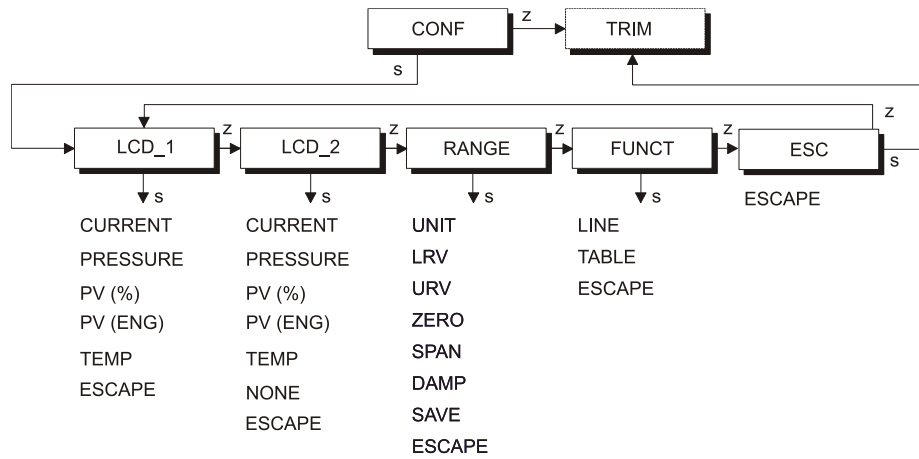 CONF
z
TRIM
s
z
LCD_1
z
LCD_2
z
RANGE
z
FUNCT
z
ESC
s
s
s
s
s
CURRENT
PRESSURE
PV (%)
PV (ENG)
TEMP
ESCAPE
CURRENT
PRESSURE
PV (%)
PV (ENG)
TEMP
NONE
ESCAPE
UNIT
LRV
URV
ZERO
SPAN
DAMP
SAVE
ESCAPE
LINE
TABLE
ESCAPE
ESCAPE